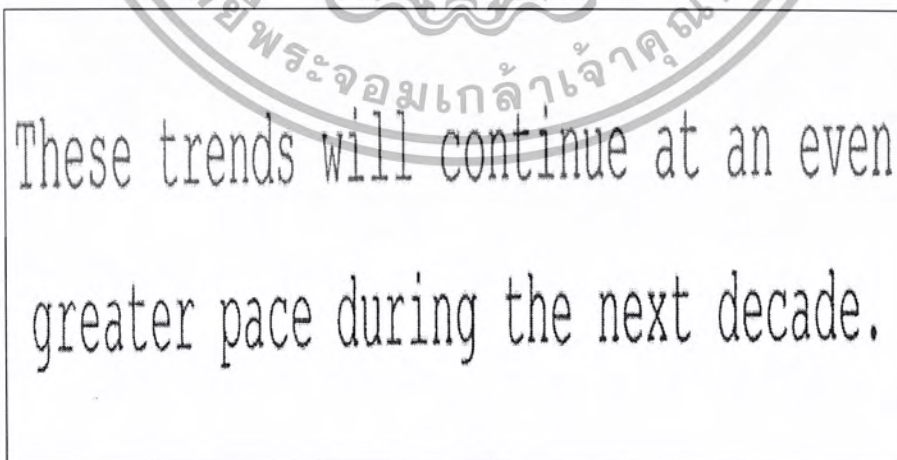 พระจอมเกล้าเจ้าคุณ
These trends will continue at an even
greater pace during the next decade.